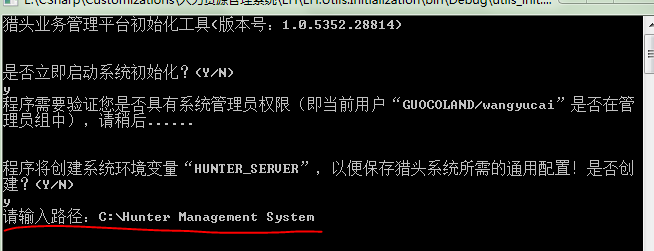 E:\CSharp\Customizations\人力资源管理系统\EHT\EHT.Utils.Initialization\bin\Debug\utils_init....
猎头业务管理平台初始化工具(版本号：1.0.5352.28814)
是否立即启动系统初始化？(Y/N)
y
程序需要验证您是否具有系统管理员权限（即当前用户“GUOCOLAND/wangyucai”是否在管
理员组中），请稍后......
程序将创建系统环境变量“HUNTER_SERVER”，以便保存猎头系统所需的通用配置！是否创
建？(Y/N)
y
请输入路径：C:\Hunter Management System